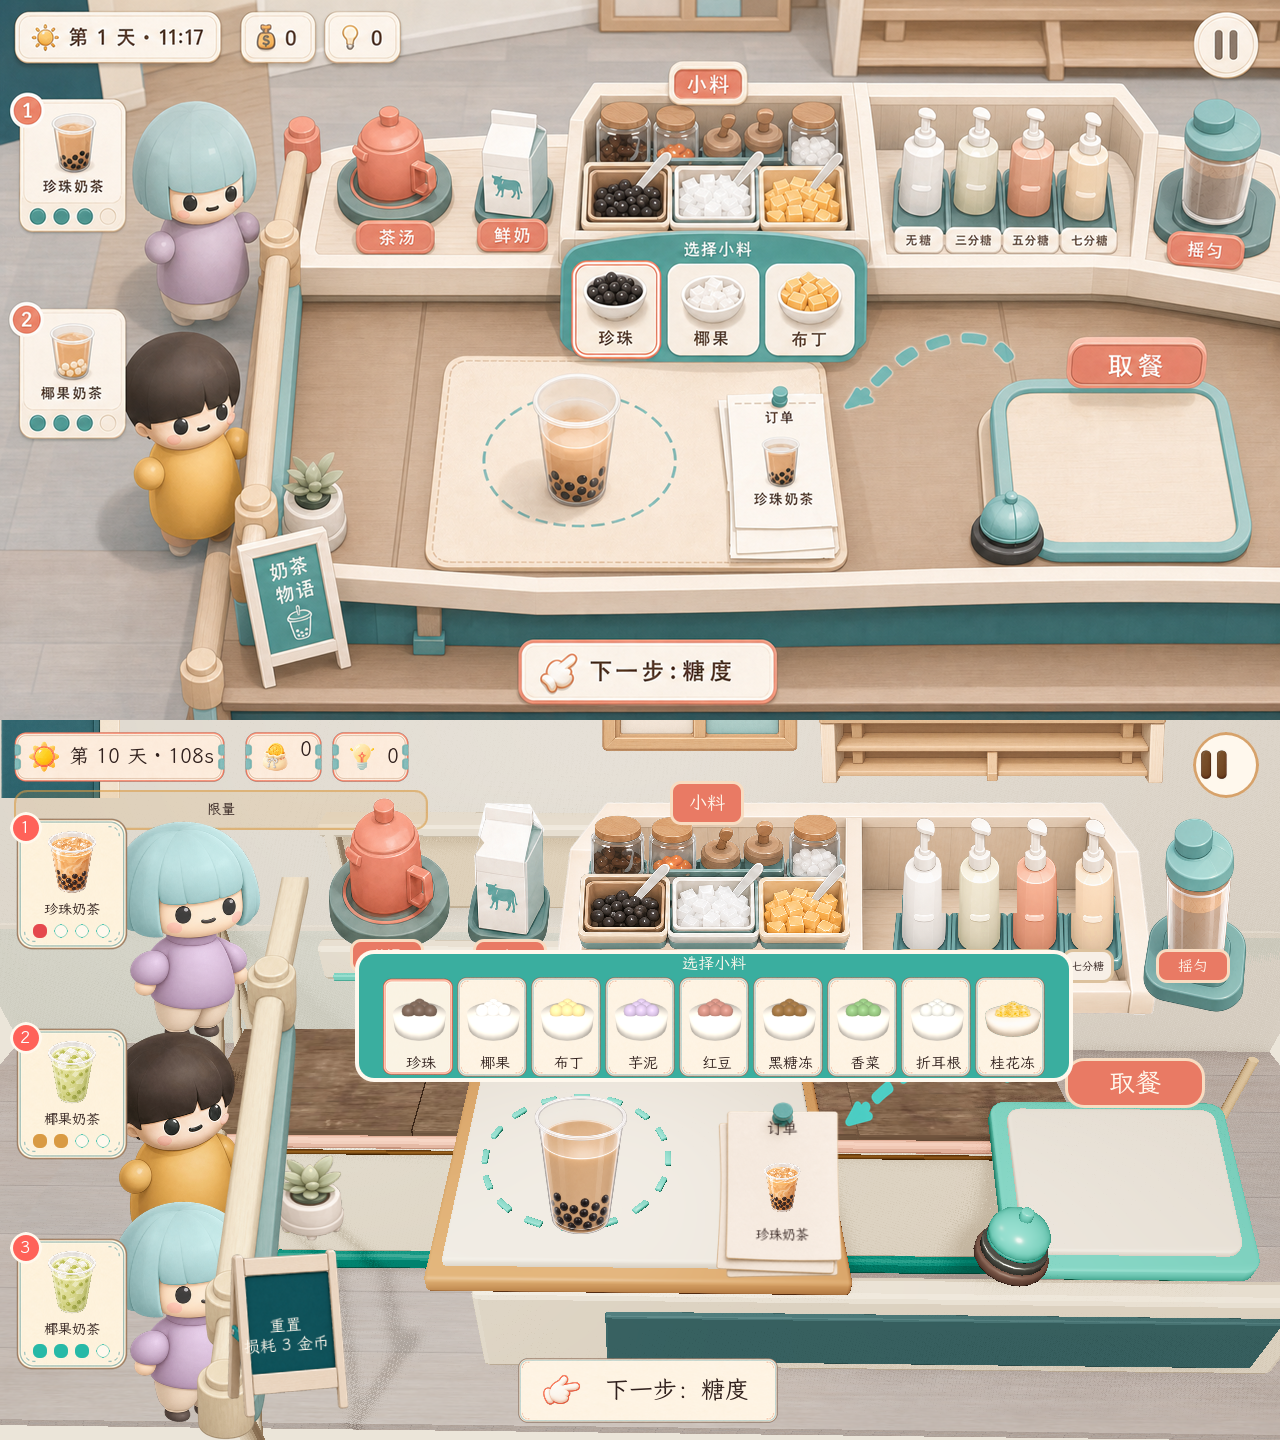 第 1 天·11:17
0
0
小料
1
珍珠奶茶
茶汤
鲜奶
无糖
三分糖
五分糖
七分糖
摇匀
选择小料
珍珠
椰果
布丁
2
椰果奶茶
取餐
订单
珍珠奶茶
奶茶
物语
下一步:糖度
第 10 天·108s
0
0
限量
小料
1
珍珠奶茶
七分糖
摇匀
选择小料
珍珠
椰果
布丁
芋泥
红豆
黑糖冻
香菜
折耳根
桂花冻
2
椰果奶茶
取餐
订单
珍珠奶茶
3
椰果奶茶
重置
损耗 3 金币
下一步: 糖度